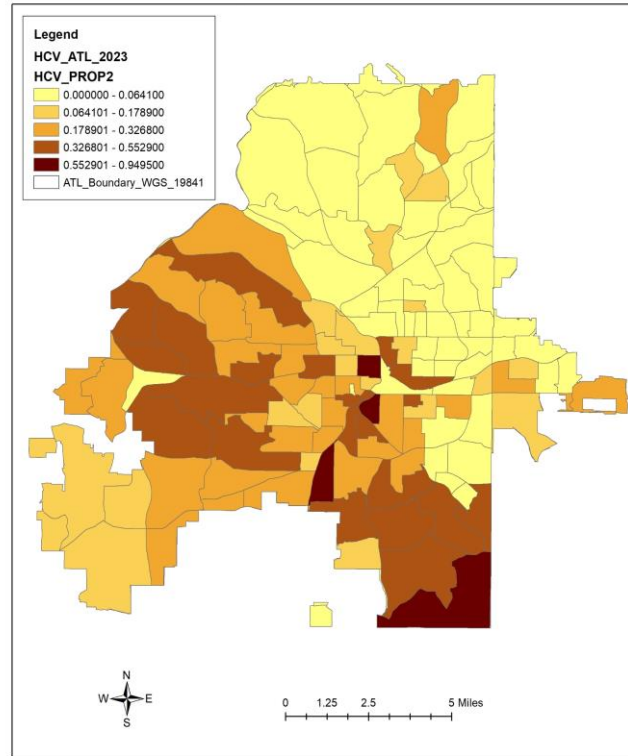 Legend
HCV_ATL_2023
HCV_PROP2
0.000000 - 0.064100
0.064101 - 0.178900
0.178901 - 0.326800
0.326801 - 0.552900
0.552901 - 0.949500
ATL_Boundary_WGS_19841
N
W E
S
0 1.25 2.5 5 Miles